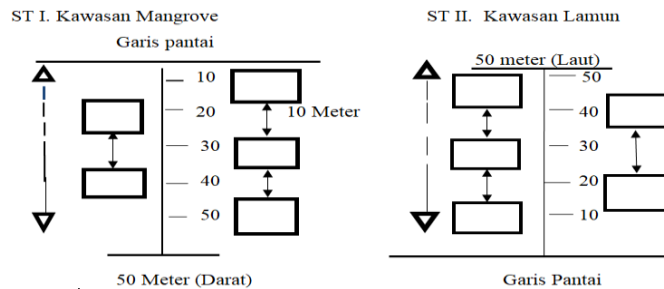 ST I. Kawasan Mangrove
Garis pantai
10
20
10 Meter
30
40
50
50 Meter (Darat)
ST II. Kawasan Lamun
50 meter (Laut)
50
40
30
20
10
Garis Pantai